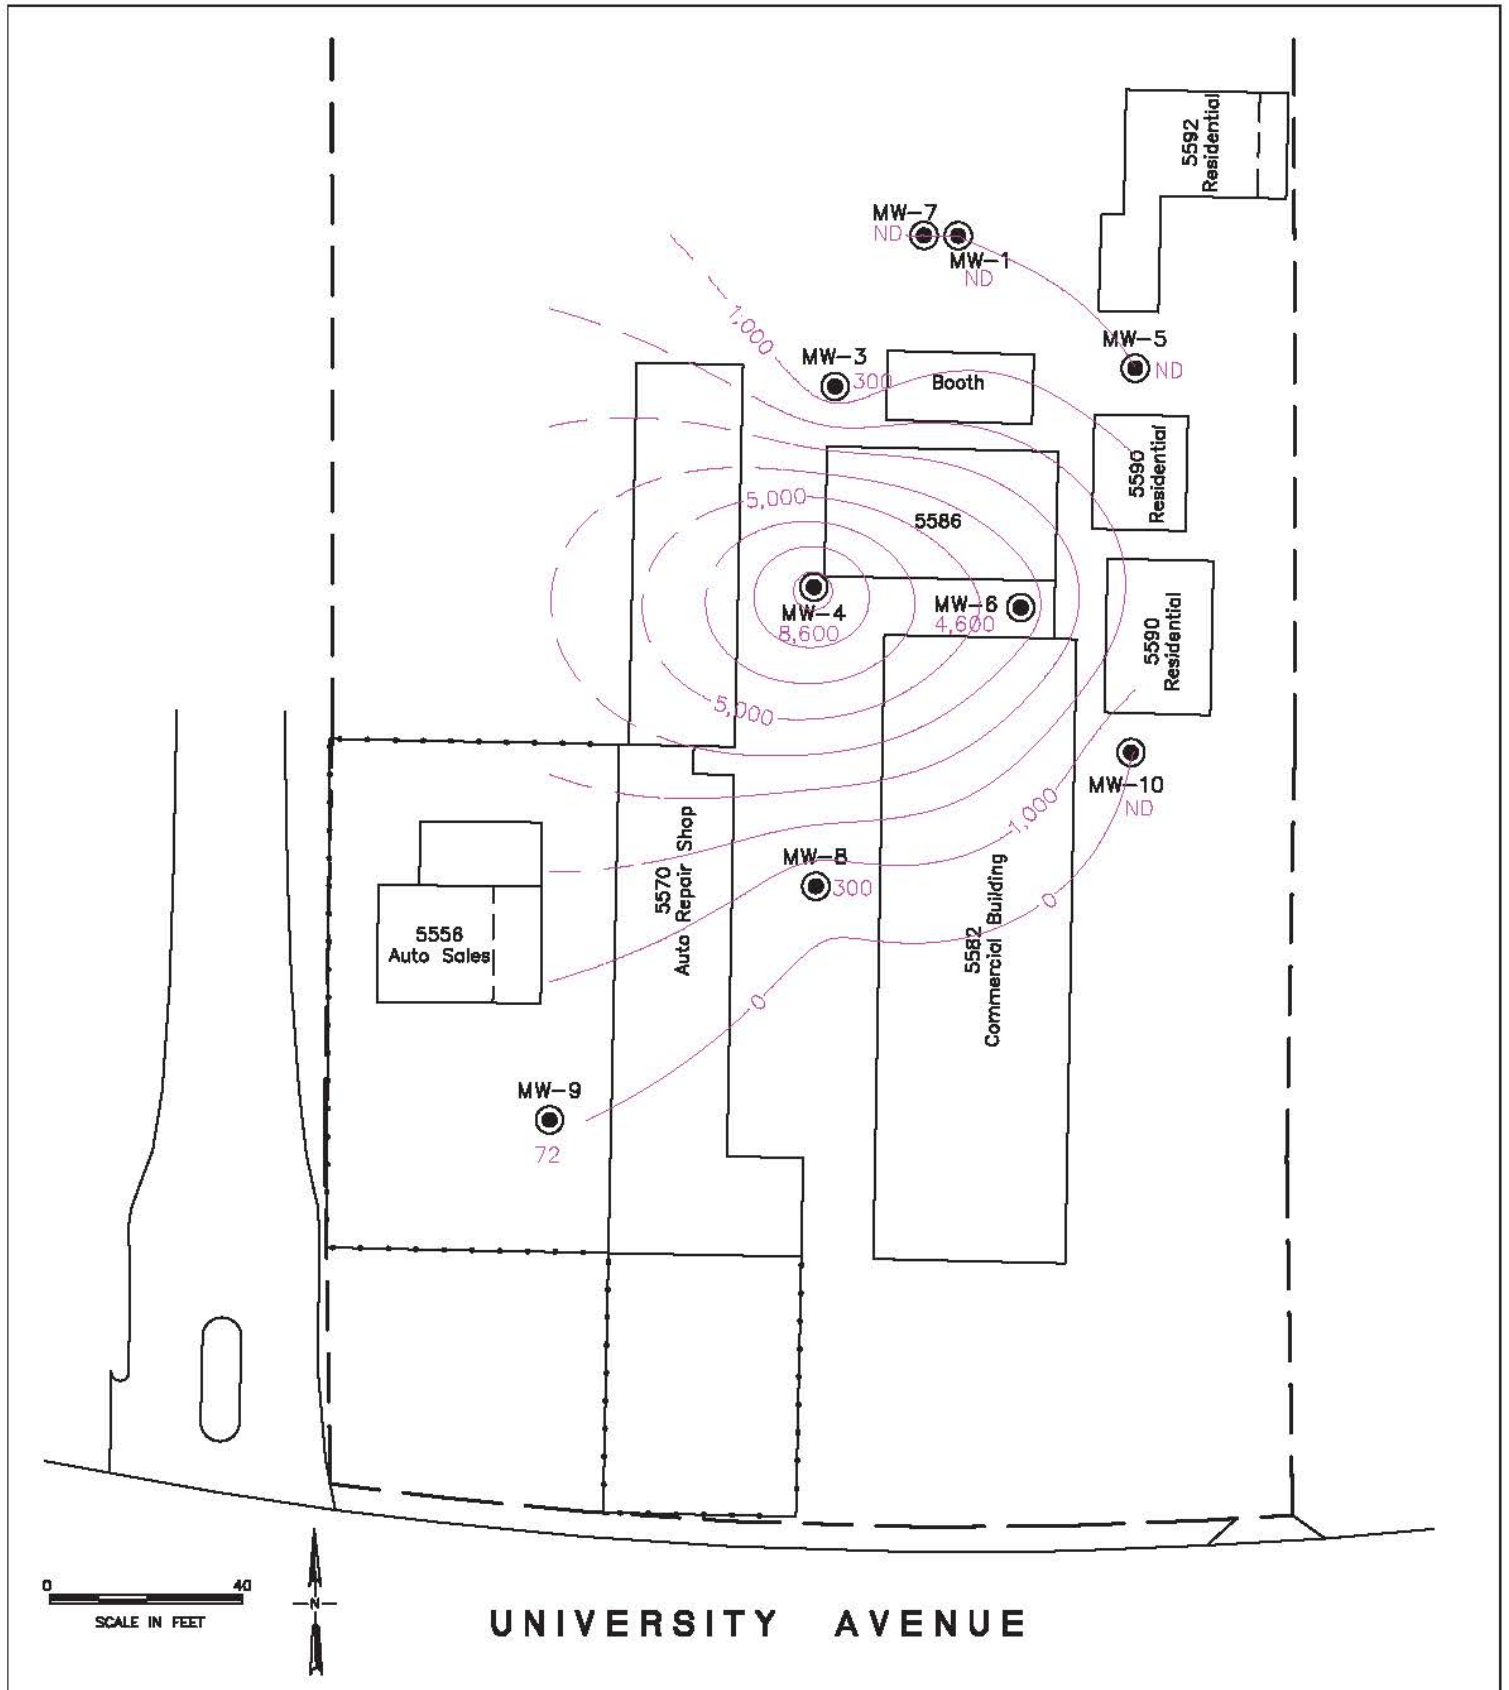 5592
Residential
MW-7
ND
MW-1
ND
1,000
MW-3
300
Booth
MW-5
ND
5590
Residential
5,000
5586
MW-4
8,600
MW-6
4,600
5590
Residential
5,000
MW-10
ND
1,000
MW-8
300
5570
Auto Repair Shop
5556
Auto Sales
5582
Commercial Building
0
0
MW-9
72
0 40
SCALE IN FEET
N
UNIVERSITY AVENUE